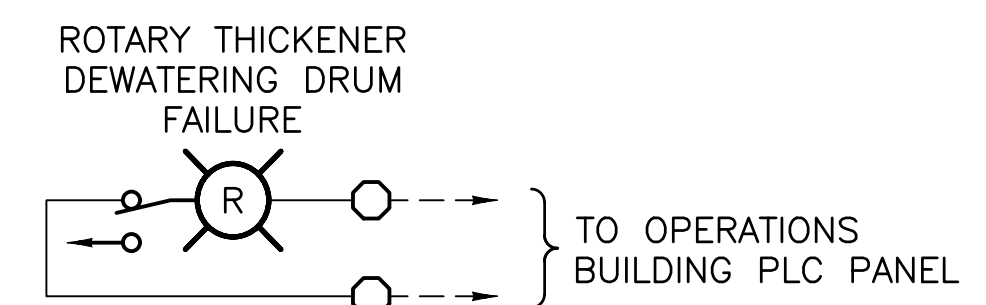 ROTARY THICKENER
DEWATERING DRUM
FAILURE
R
TO OPERATIONS
BUILDING PLC PANEL